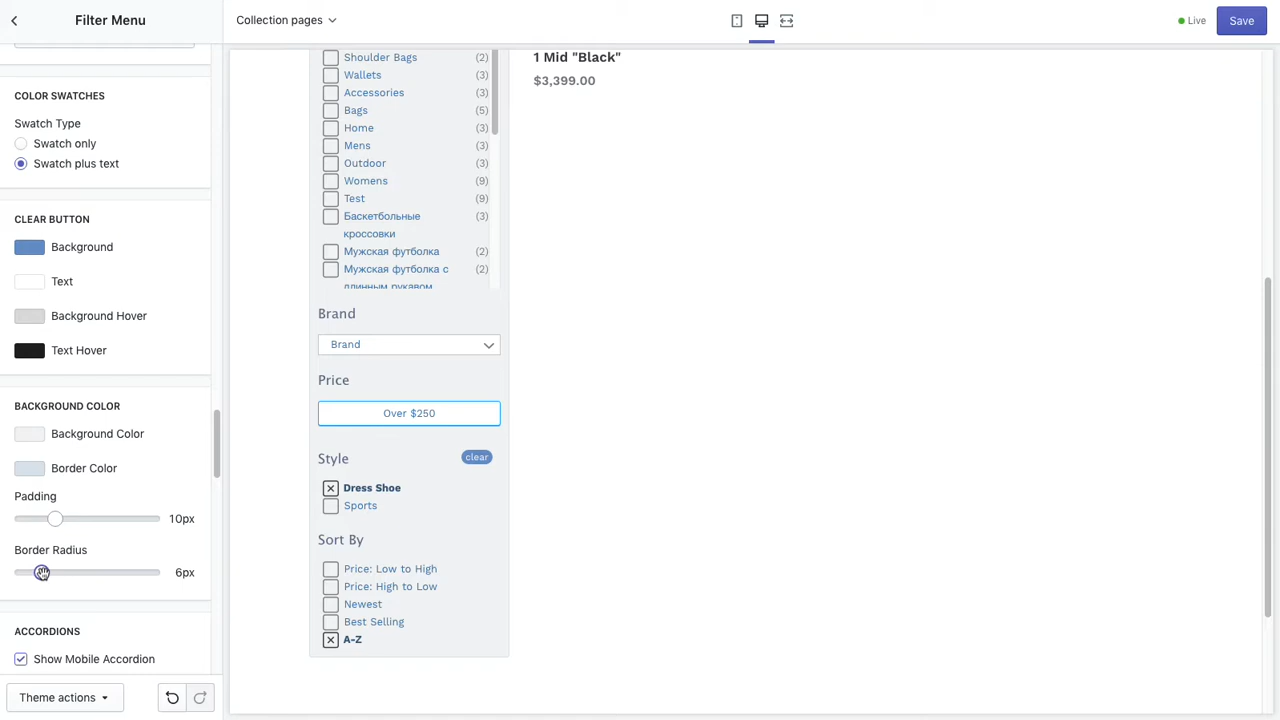 Filter Menu
Collection pages
Live
Save
COLOR SWATCHES
Swatch Type
Swatch only
Swatch plus text
CLEAR BUTTON
Background
Text
Background Hover
Text Hover
BACKGROUND COLOR
Background Color
Border Color
Padding
10px
Border Radius
6px
ACCORDIONS
Show Mobile Accordion
Theme actions
Shoulder Bags (2)
Wallets (3)
Accessories (3)
Bags (5)
Home (3)
Mens (3)
Outdoor (3)
Womens (9)
Test (9)
Баскетбольные (3)
кроссовки
Мужская футболка (2)
Мужская футболка с (2)
длинным рукавом
Brand
Brand
Price
Over $250
Style clear
Dress Shoe
Sports
Sort By
Price: Low to High
Price: High to Low
Newest
Best Selling
A-Z
1 Mid "Black"
$3,399.00